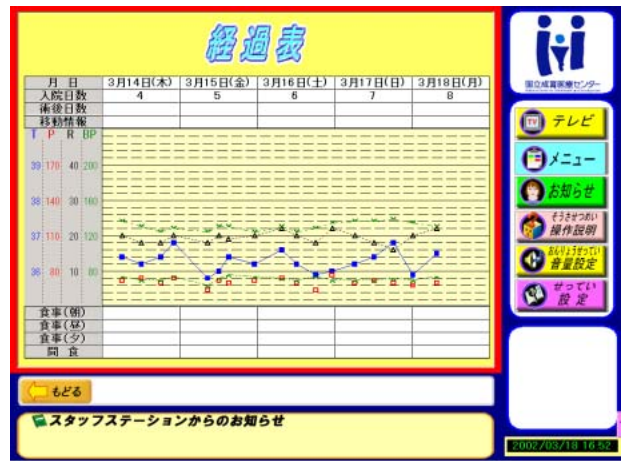 経過表
月 日 3月14日(木) 3月15日(金) 3月16日(土) 3月17日(日) 3月18日(月)
入院日数 4 5 6 7 8
術後日数
移動情報
T P R BP
39 170 40 200
38 140 30 160
37 110 20 120
36 80 10 80
食事(朝)
食事(昼)
食事(夕)
間 食
もどる
スタッフステーションからのお知らせ
国立成育医療センター
TV テレビ
メニュー
お知らせ
そうさせつめい
操作説明
おんりょうせってい
音量設定
せってい
設 定
2002/03/18 16:52